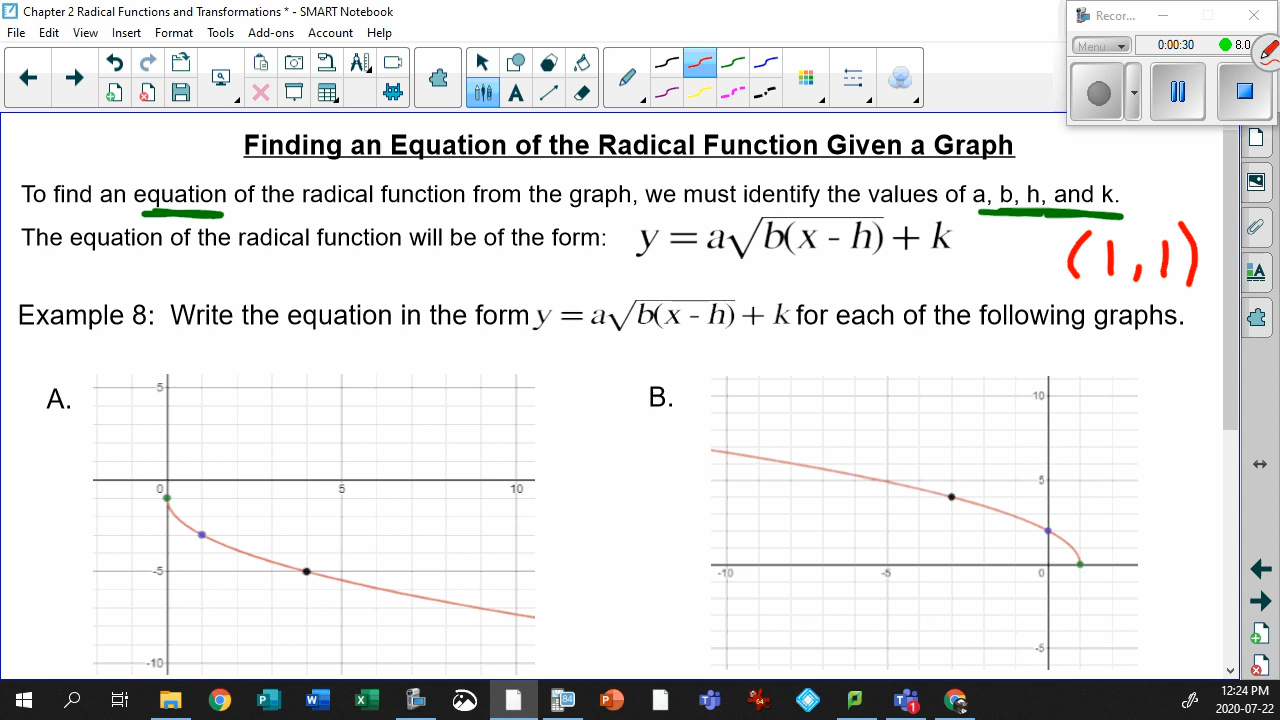 Chapter 2 Radical Functions and Transformations * - SMART Notebook
File Edit View Insert Format Tools Add-ons Account Help
Recor...
Menu 0:00:30 8.0
Finding an Equation of the Radical Function Given a Graph
To find an equation of the radical function from the graph, we must identify the values of a, b, h, and k.
The equation of the radical function will be of the form: y = a√b(x - h) + k
(1,1)
Example 8: Write the equation in the form y = a√b(x - h) + k for each of the following graphs.
A.
5
0 5 10
-5
-10
B.
10
5
-10 -5 0
-5
12:24 PM
2020-07-22